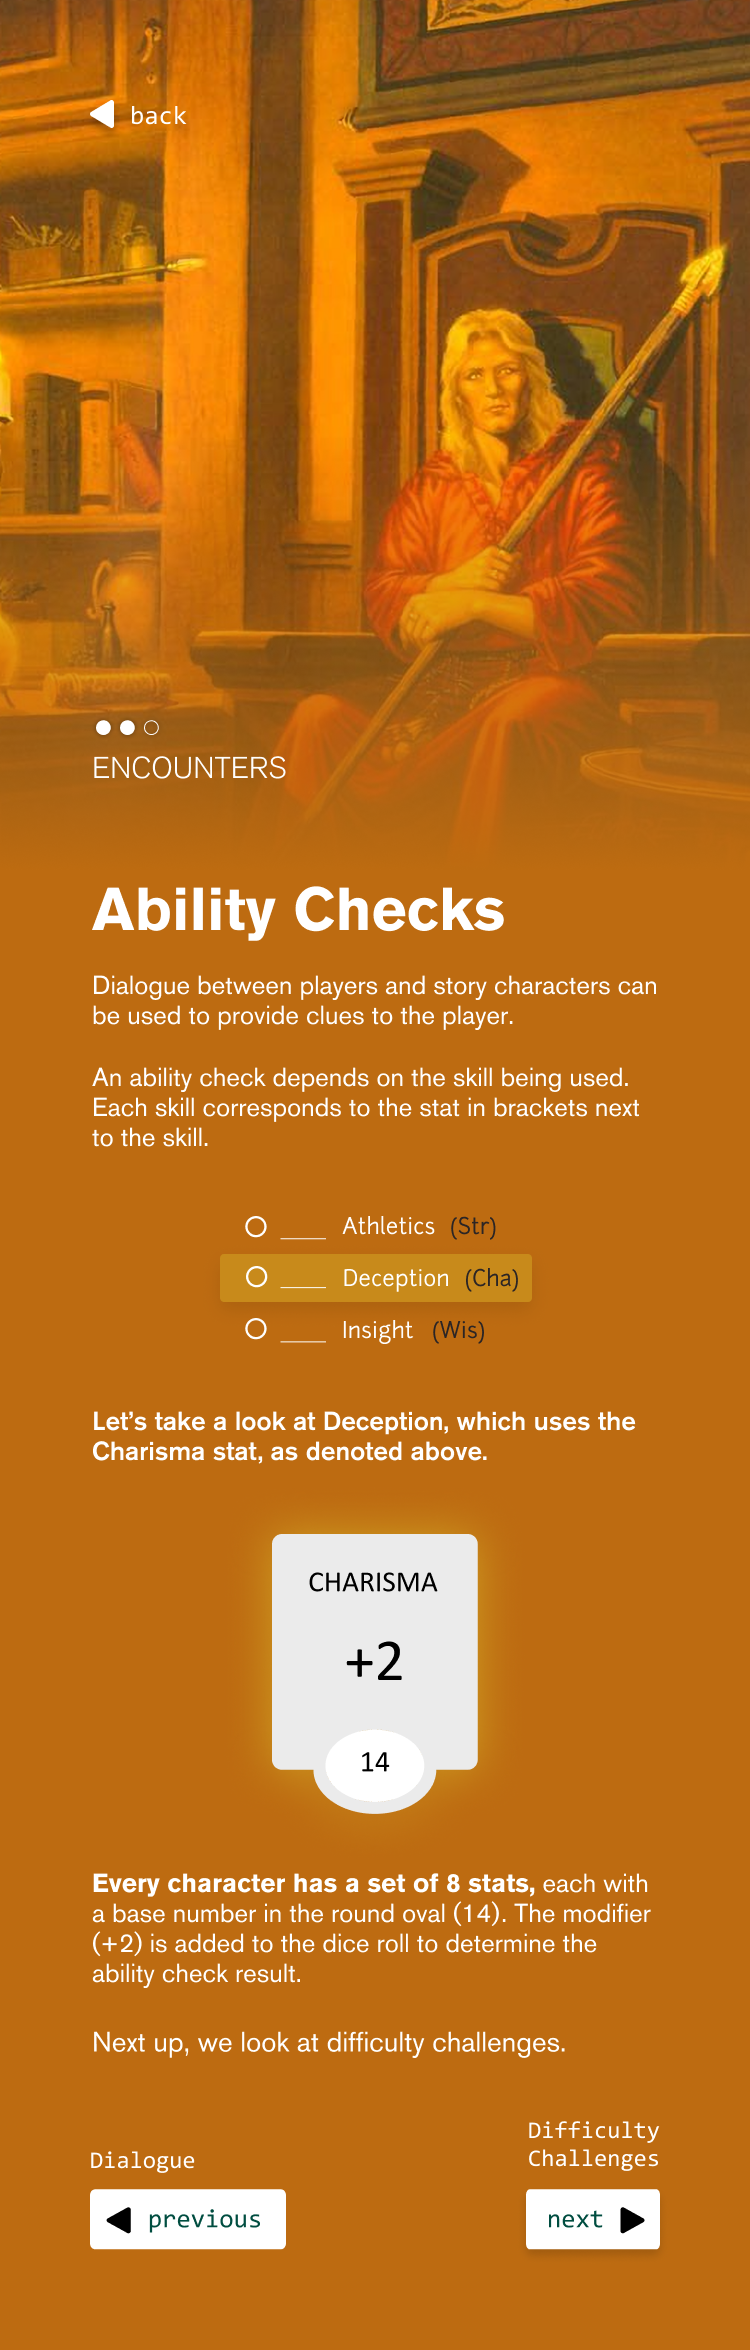 back
ENCOUNTERS
Ability Checks
Dialogue between players and story characters can
be used to provide clues to the player.
An ability check depends on the skill being used.
Each skill corresponds to the stat in brackets next
to the skill.
____ Athletics (Str)
____ Deception (Cha)
____ Insight (Wis)
Let’s take a look at Deception, which uses the
Charisma stat, as denoted above.
CHARISMA
+2
14
Every character has a set of 8 stats, each with
a base number in the round oval (14). The modifier
(+2) is added to the dice roll to determine the
ability check result.
Next up, we look at difficulty challenges.
Dialogue
previous
Difficulty
Challenges
next